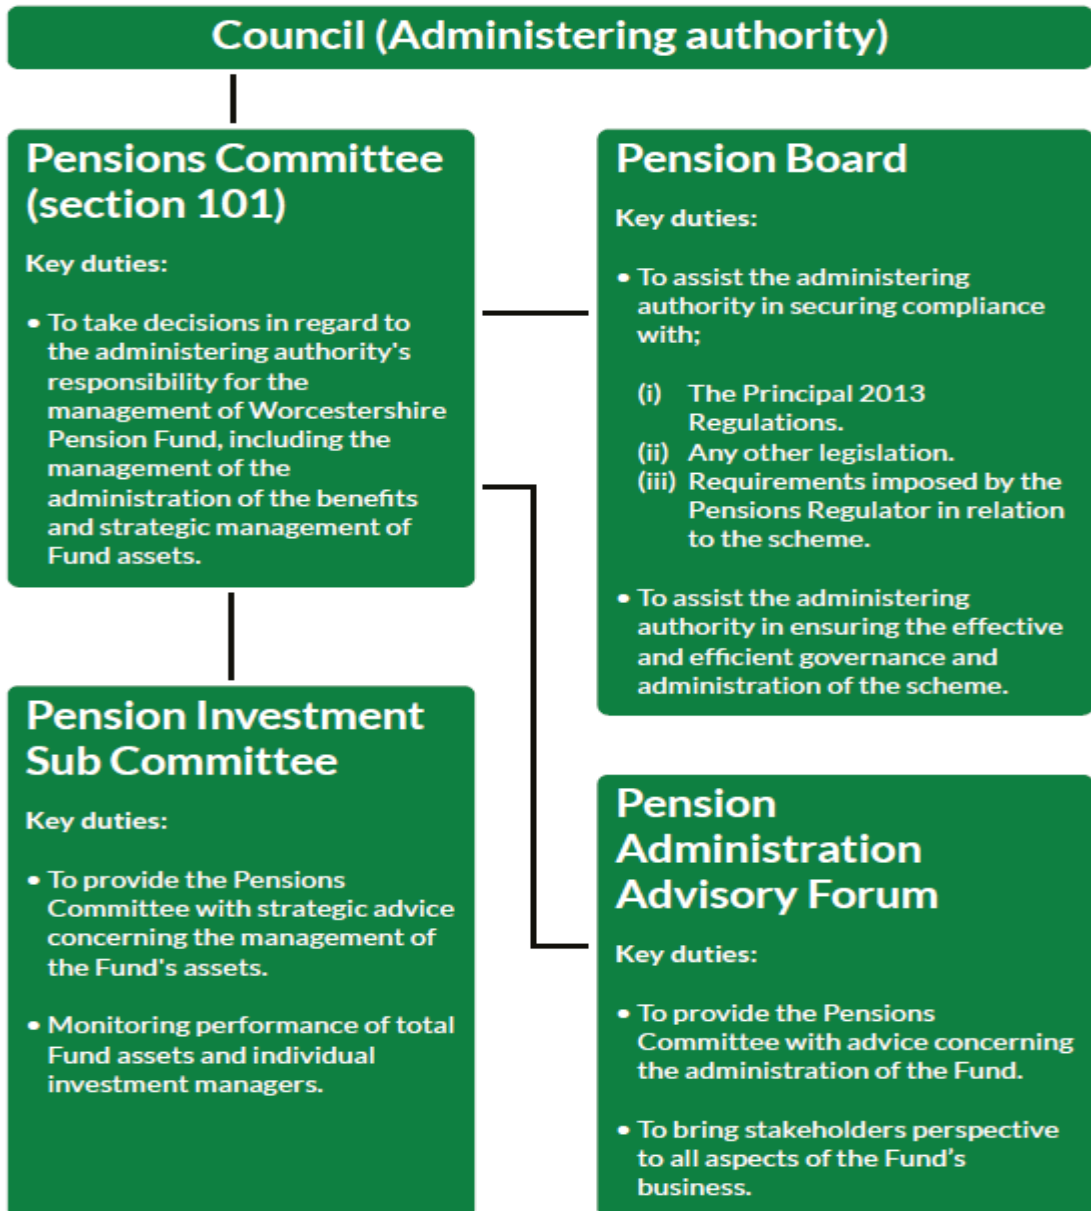 Council (Administering authority)
Pensions Committee
(section 101)
Key duties:
• To take decisions in regard to
the administering authority's
responsibility for the
management of Worcestershire
Pension Fund, including the
management of the
administration of the benefits
and strategic management of
Fund assets.
Pension Board
Key duties:
• To assist the administering
authority in securing compliance
with;
(i) The Principal 2013
Regulations.
(ii) Any other legislation.
(iii) Requirements imposed by the
Pensions Regulator in relation
to the scheme.
• To assist the administering
authority in ensuring the effective
and efficient governance and
administration of the scheme.
Pension Investment
Sub Committee
Key duties:
• To provide the Pensions
Committee with strategic advice
concerning the management of
the Fund's assets.
• Monitoring performance of total
Fund assets and individual
investment managers.
Pension
Administration
Advisory Forum
Key duties:
• To provide the Pensions
Committee with advice concerning
the administration of the Fund.
• To bring stakeholders perspective
to all aspects of the Fund’s
business.